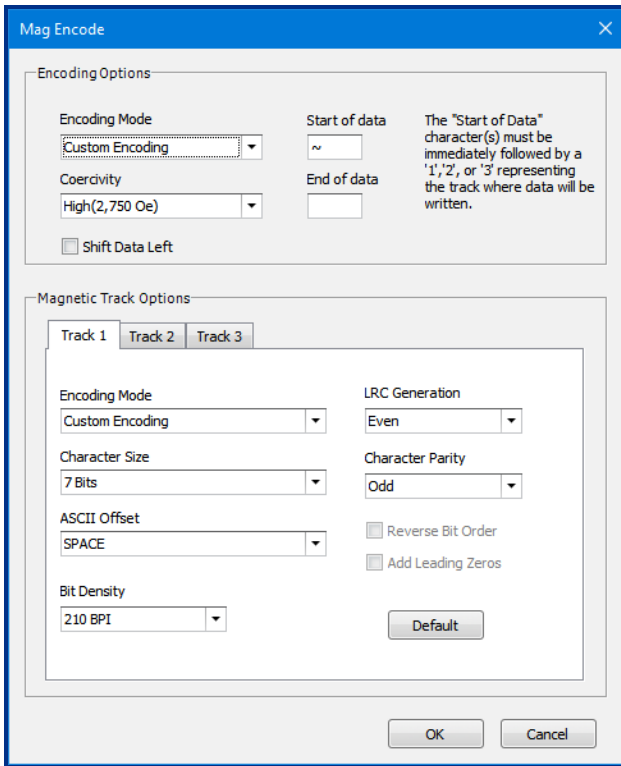 Mag Encode
Encoding Options
Encoding Mode
Custom Encoding
Coercivity
High(2,750 Oe)
Shift Data Left
Start of data
~
End of data
The "Start of Data"
character(s) must be
immediately followed by a
'1','2', or '3' representing
the track where data will be
written.
Magnetic Track Options
Track 1 Track 2 Track 3
Encoding Mode
Custom Encoding
Character Size
7 Bits
ASCII Offset
SPACE
Bit Density
210 BPI
LRC Generation
Even
Character Parity
Odd
Reverse Bit Order
Add Leading Zeros
Default
OK Cancel